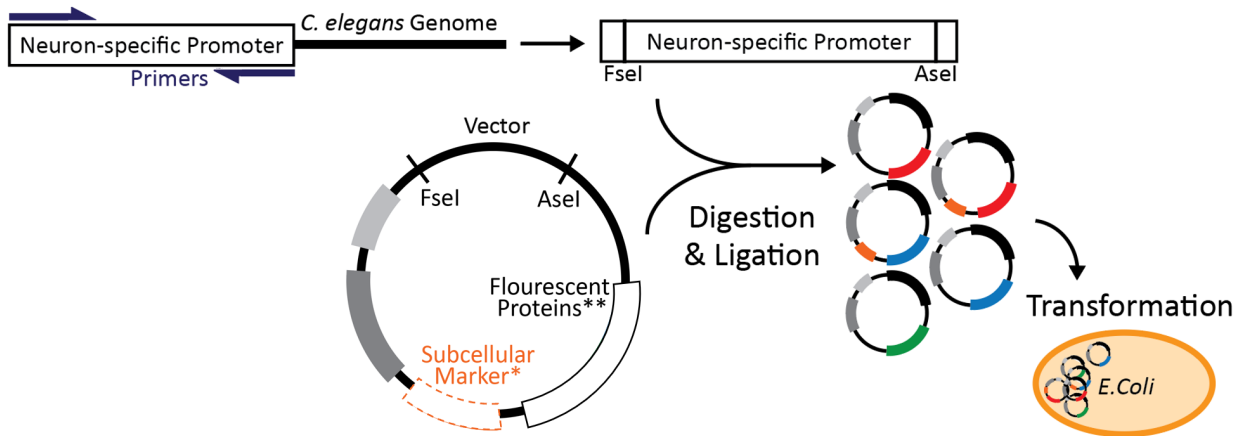 C. elegans Genome
Neuron-specific Promoter
Primers
Neuron-specific Promoter
FseI
AseI
Vector
FseI
AseI
Flourescent
Proteins**
Subcellular
Marker*
Digestion
& Ligation
Transformation
E.Coli